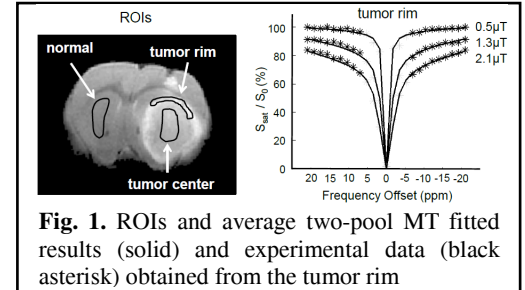 ROIs
normal
tumor rim
tumor center
tumor rim
100
80
60
40
20
0
S_sat / S_0 (%)
0.5μT
1.3μT
2.1μT
20 15 10 5 0 -5 -10 -15 -20
Frequency Offset (ppm)
Fig. 1. ROIs and average two-pool MT fitted
results (solid) and experimental data (black
asterisk) obtained from the tumor rim